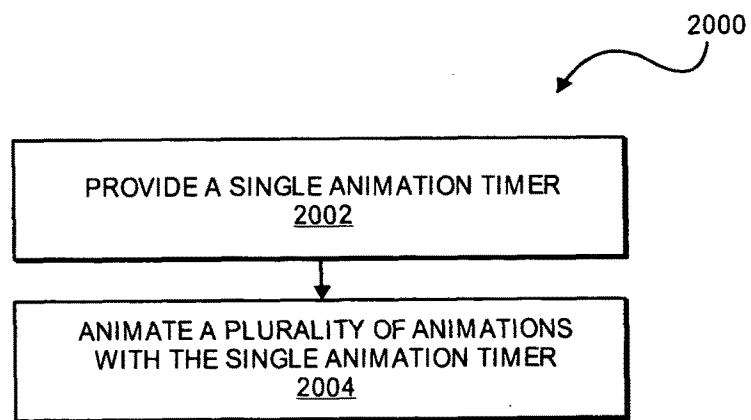 2000
PROVIDE A SINGLE ANIMATION TIMER
2002
ANIMATE A PLURALITY OF ANIMATIONS
WITH THE SINGLE ANIMATION TIMER
2004